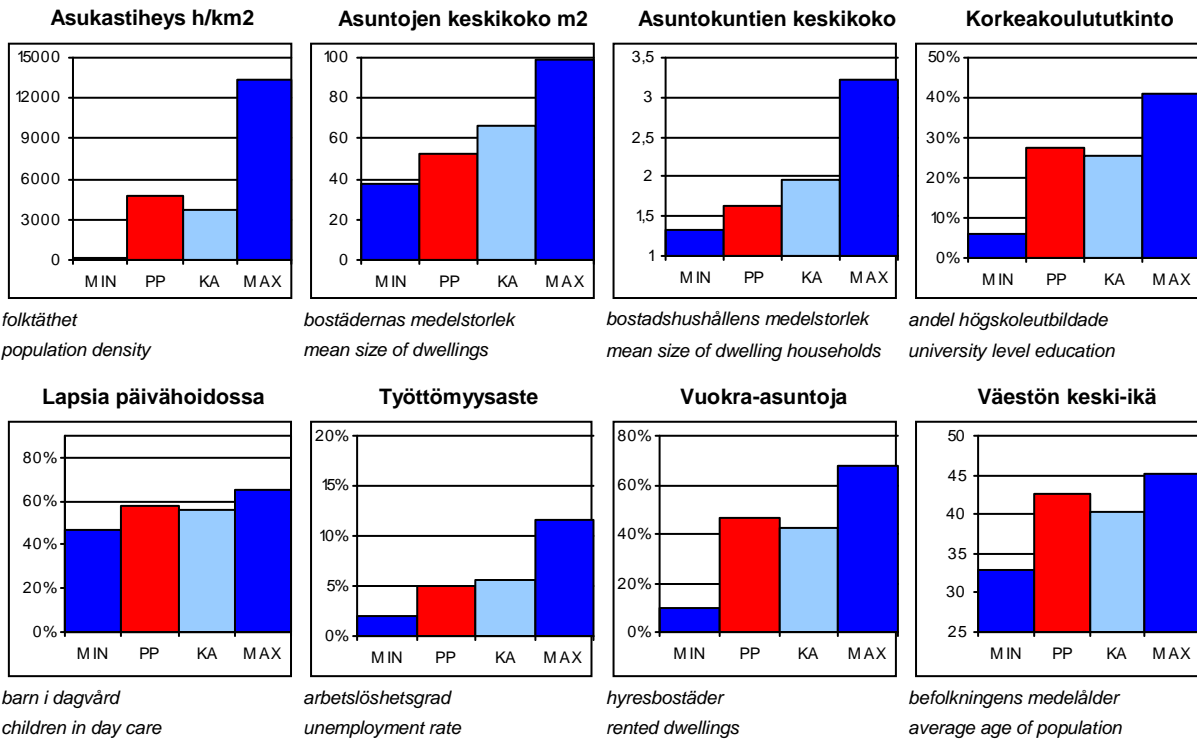 Asukastiheys h/km2
15000
12000
9000
6000
3000
0
MIN PP KA MAX
folktäthet
population density
Asuntojen keskikoko m2
100
80
60
40
20
0
MIN PP KA MAX
bostädernas medelstorlek
mean size of dwellings
Asuntokuntien keskikoko
3,5
3
2,5
2
1,5
1
MIN PP KA MAX
bostadshushållens medelstorlek
mean size of dwelling households
Korkeakoulututkinto
50%
40%
30%
20%
10%
0%
MIN PP KA MAX
andel högskoleutbildade
university level education
Lapsia päivähoidossa
80%
60%
40%
20%
0%
MIN PP KA MAX
barn i dagvård
children in day care
Työttömyysaste
20%
15%
10%
5%
0%
MIN PP KA MAX
arbetslöshetsgrad
unemployment rate
Vuokra-asuntoja
80%
60%
40%
20%
0%
MIN PP KA MAX
hyresbostäder
rented dwellings
Väestön keski-ikä
50
45
40
35
30
25
MIN PP KA MAX
befolkningens medelålder
average age of population